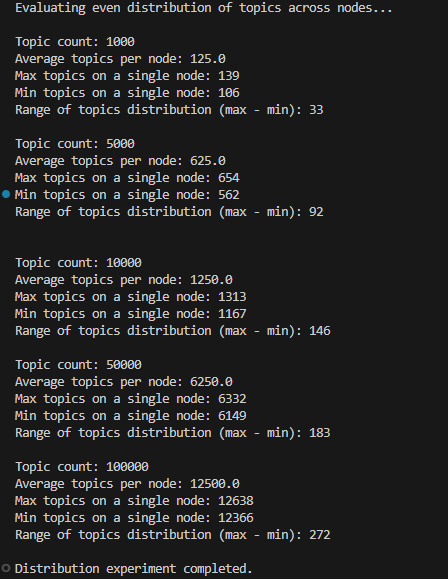 Evaluating even distribution of topics across nodes...
Topic count: 1000
Average topics per node: 125.0
Max topics on a single node: 139
Min topics on a single node: 106
Range of topics distribution (max - min): 33
Topic count: 5000
Average topics per node: 625.0
Max topics on a single node: 654
Min topics on a single node: 562
Range of topics distribution (max - min): 92
Topic count: 10000
Average topics per node: 1250.0
Max topics on a single node: 1313
Min topics on a single node: 1167
Range of topics distribution (max - min): 146
Topic count: 50000
Average topics per node: 6250.0
Max topics on a single node: 6332
Min topics on a single node: 6149
Range of topics distribution (max - min): 183
Topic count: 100000
Average topics per node: 12500.0
Max topics on a single node: 12638
Min topics on a single node: 12366
Range of topics distribution (max - min): 272
Distribution experiment completed.